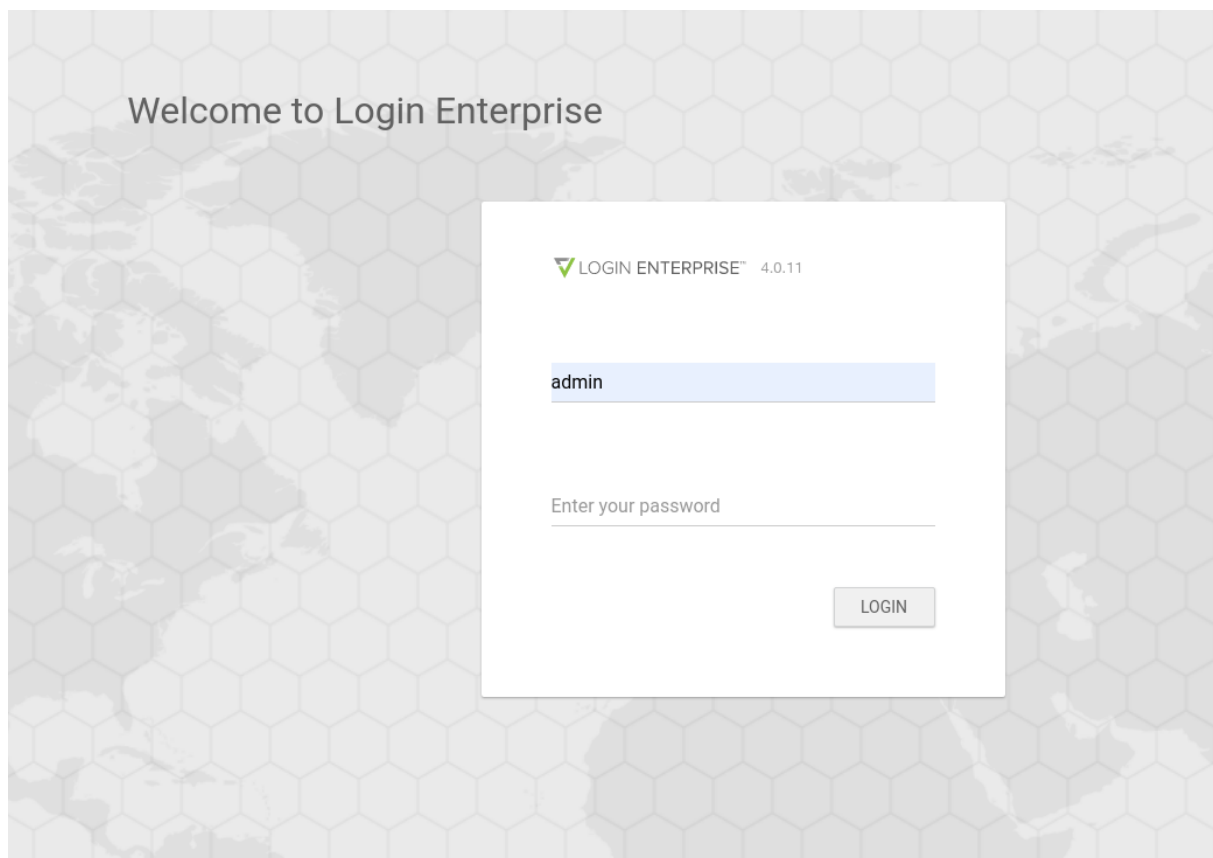 Welcome to Login Enterprise
LOGIN ENTERPRISE™ 4.0.11
admin
Enter your password
LOGIN